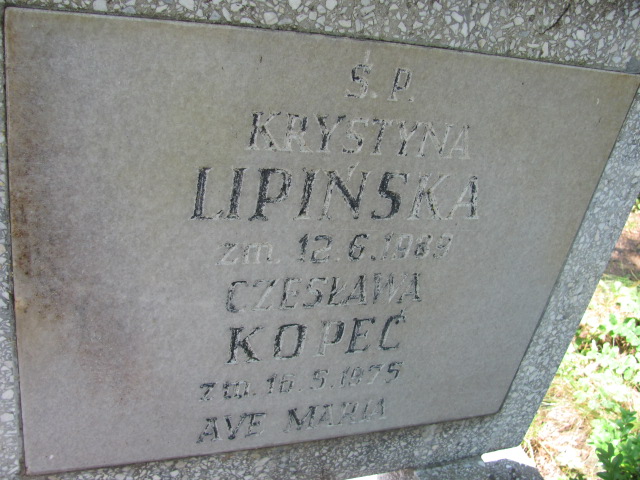 Ś. P.
KRYSTYNA
LIPIŃSKA
zm. 12.6.1989
CZESŁAWA
KOPEĆ
zm. 16.5.1975
AVE MARIA